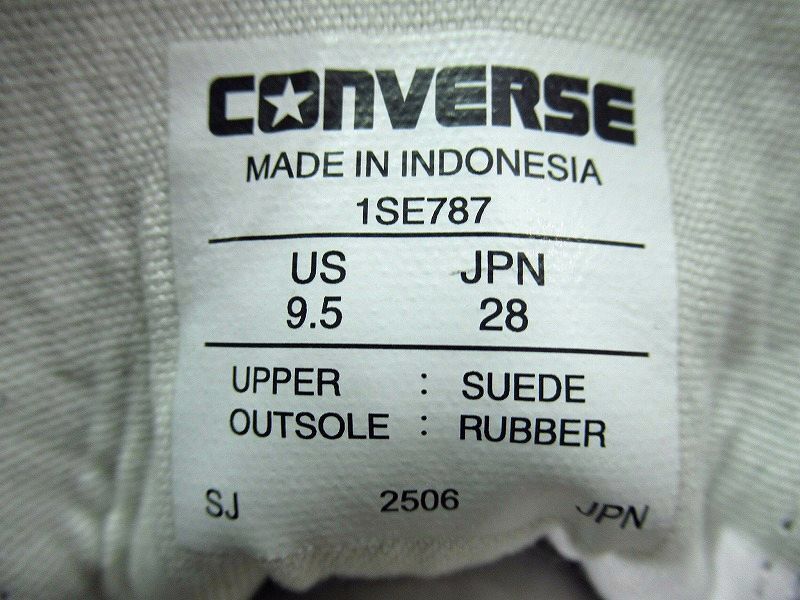 CONVERSE
MADE IN INDONESIA
1SE787
US JPN
9.5 28
UPPER : SUEDE
OUTSOLE : RUBBER
SJ 2506 JPN